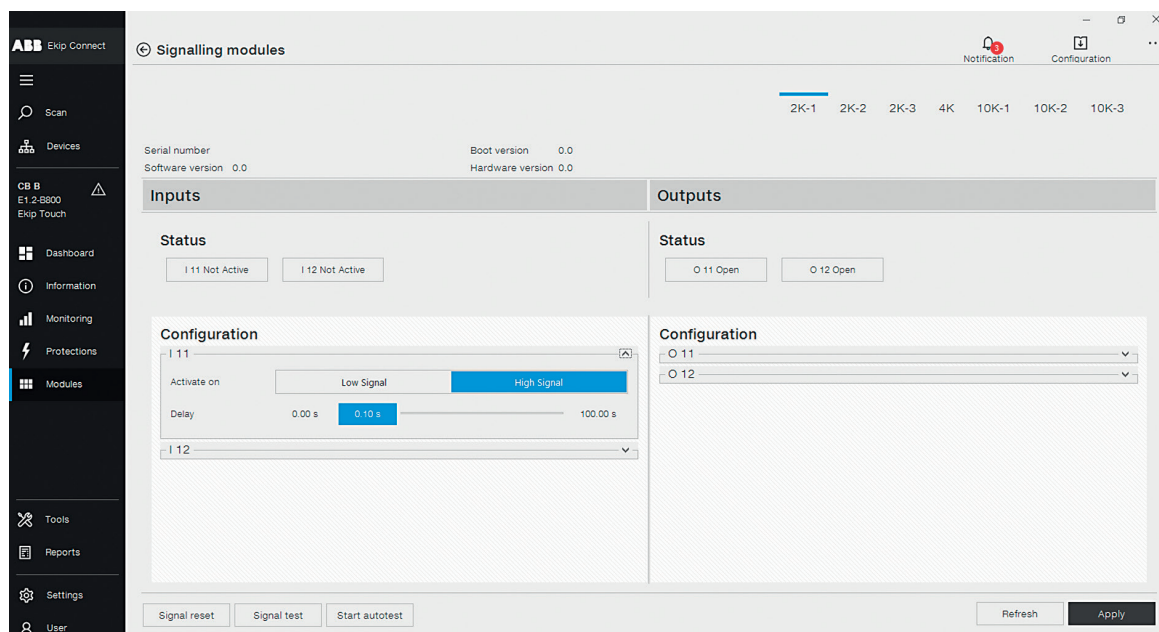 ABB Ekip Connect
Signalling modules
3
Notification
Configuration
Scan
2K-1 2K-2 2K-3 4K 10K-1 10K-2 10K-3
Devices
Serial number
Boot version 0.0
Software version 0.0
Hardware version 0.0
CB B
E1.2-B800
Ekip Touch
Inputs
Outputs
Status
Status
I 11 Not Active
I 12 Not Active
O 11 Open
O 12 Open
Dashboard
Information
Monitoring
Protections
Modules
Configuration
I 11
Activate on
Low Signal
High Signal
Delay
0.00 s
0.10 s
100.00 s
I 12
Configuration
O 11
O 12
Tools
Reports
Settings
User
Signal reset
Signal test
Start autotest
Refresh
Apply